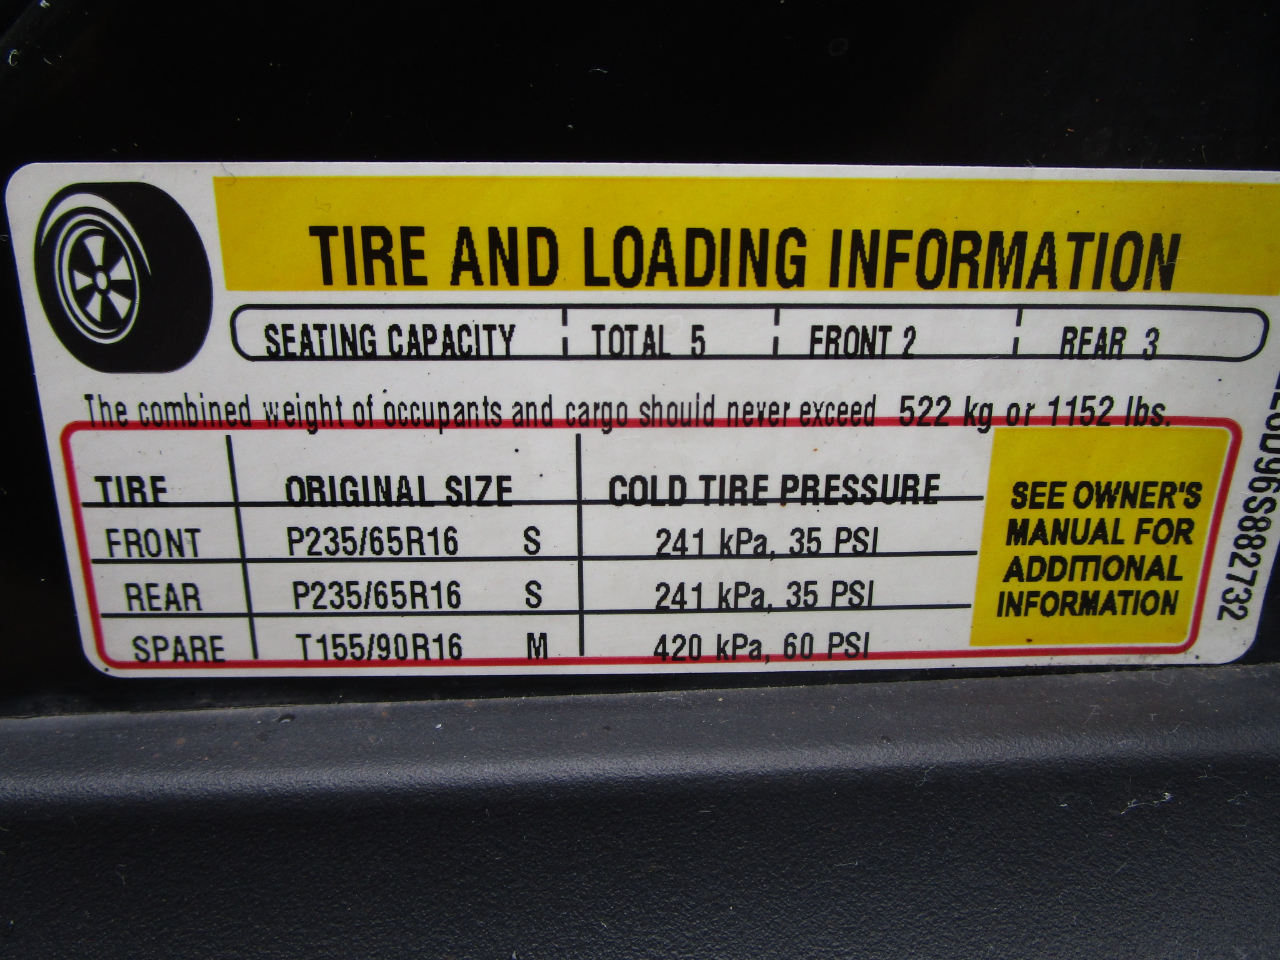 TIRE AND LOADING INFORMATION
SEATING CAPACITY TOTAL 5 FRONT 2 REAR 3
The combined weight of occupants and cargo should never exceed 522 kg or 1152 lbs.
TIRE ORIGINAL SIZE COLD TIRE PRESSURE
FRONT P235/65R16 S 241 kPa, 35 PSI
REAR P235/65R16 S 241 kPa, 35 PSI
SPARE T155/90R16 M 420 kPa, 60 PSI
SEE OWNER'S
MANUAL FOR
ADDITIONAL
INFORMATION